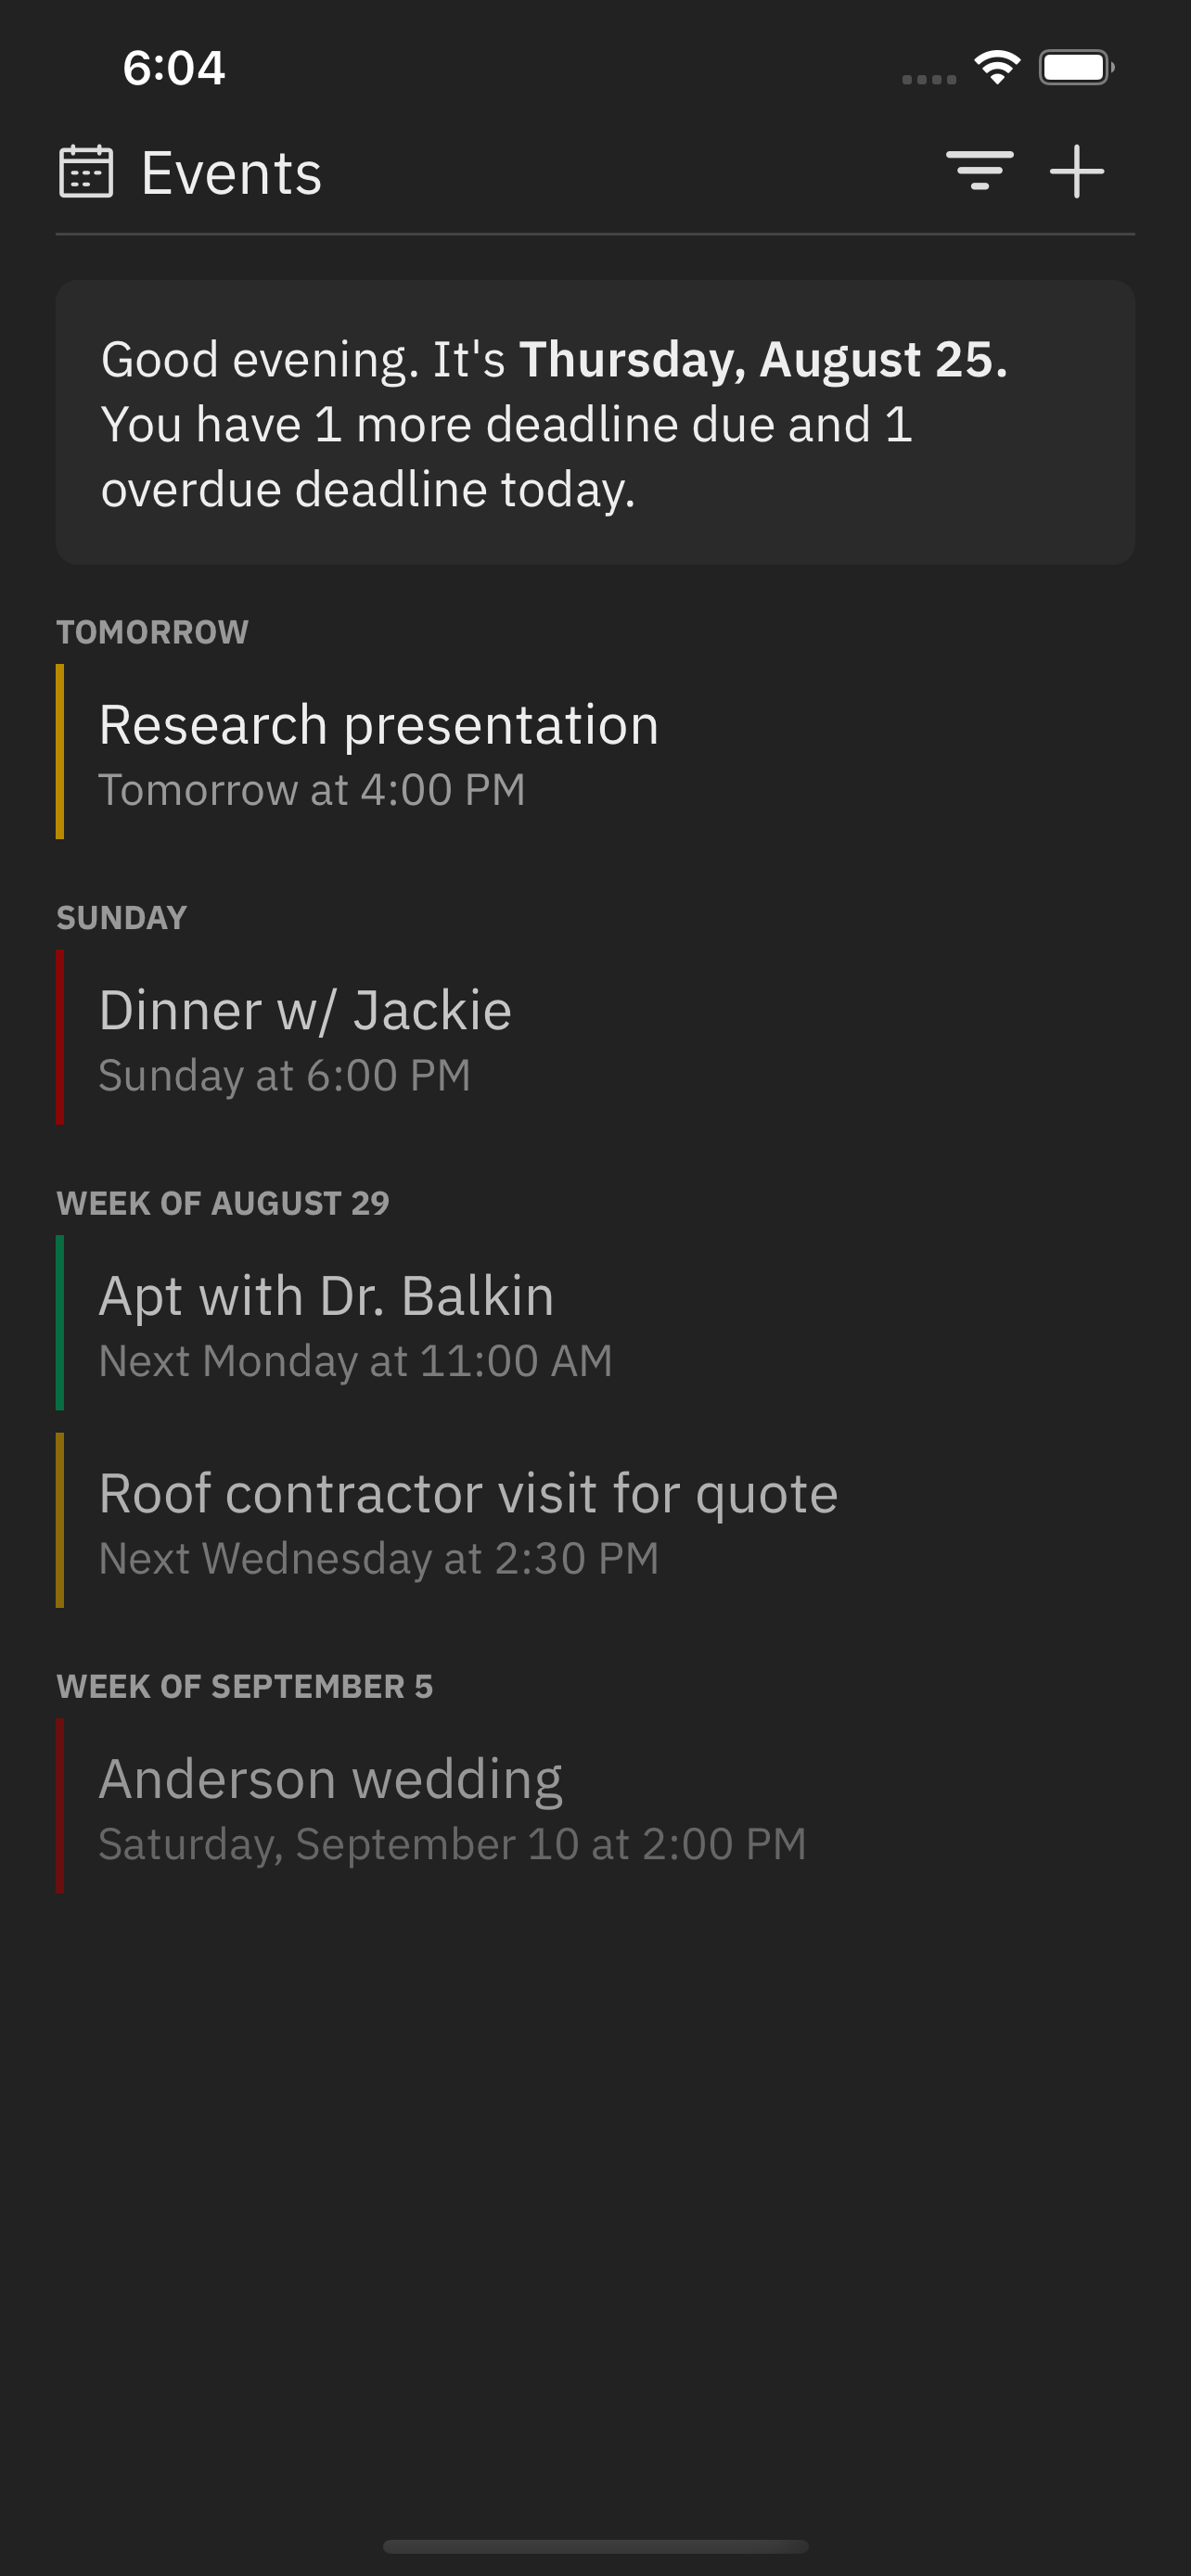 6:04
Events
Good evening. It's Thursday, August 25.
You have 1 more deadline due and 1
overdue deadline today.
TOMORROW
Research presentation
Tomorrow at 4:00 PM
SUNDAY
Dinner w/ Jackie
Sunday at 6:00 PM
WEEK OF AUGUST 29
Apt with Dr. Balkin
Next Monday at 11:00 AM
Roof contractor visit for quote
Next Wednesday at 2:30 PM
WEEK OF SEPTEMBER 5
Anderson wedding
Saturday, September 10 at 2:00 PM